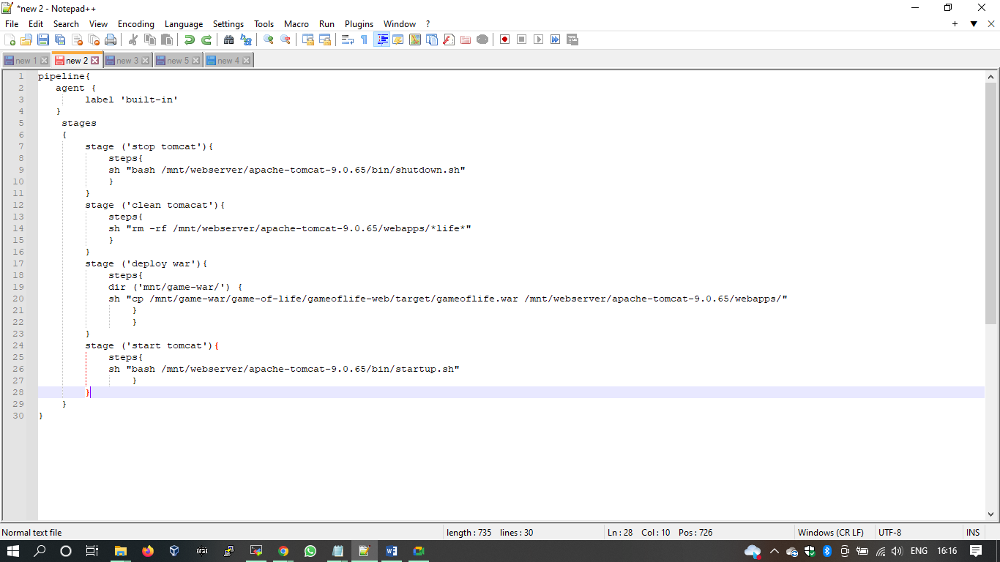 *new 2 - Notepad++
File Edit Search View Encoding Language Settings Tools Macro Run Plugins Window ?
new 1 new 2 new 3 new 5 new 4
1 pipeline{
2 agent {
3 label 'built-in'
4 }
5 stages
6 {
7 stage ('stop tomcat'){
8 steps{
9 sh "bash /mnt/webserver/apache-tomcat-9.0.65/bin/shutdown.sh"
10 }
11 }
12 stage ('clean tomacat'){
13 steps{
14 sh "rm -rf /mnt/webserver/apache-tomcat-9.0.65/webapps/*life*"
15 }
16 }
17 stage ('deploy war'){
18 steps{
19 dir ('mnt/game-war/') {
20 sh "cp /mnt/game-war/game-of-life/gameoflife-web/target/gameoflife.war /mnt/webserver/apache-tomcat-9.0.65/webapps/"
21 }
22 }
23 }
24 stage ('start tomcat'){
25 steps{
26 sh "bash /mnt/webserver/apache-tomcat-9.0.65/bin/startup.sh"
27 }
28 }
29 }
30 }
Normal text file length : 735 lines : 30 Ln : 28 Col : 10 Pos : 726 Windows (CR LF) UTF-8 INS
ENG 16:16